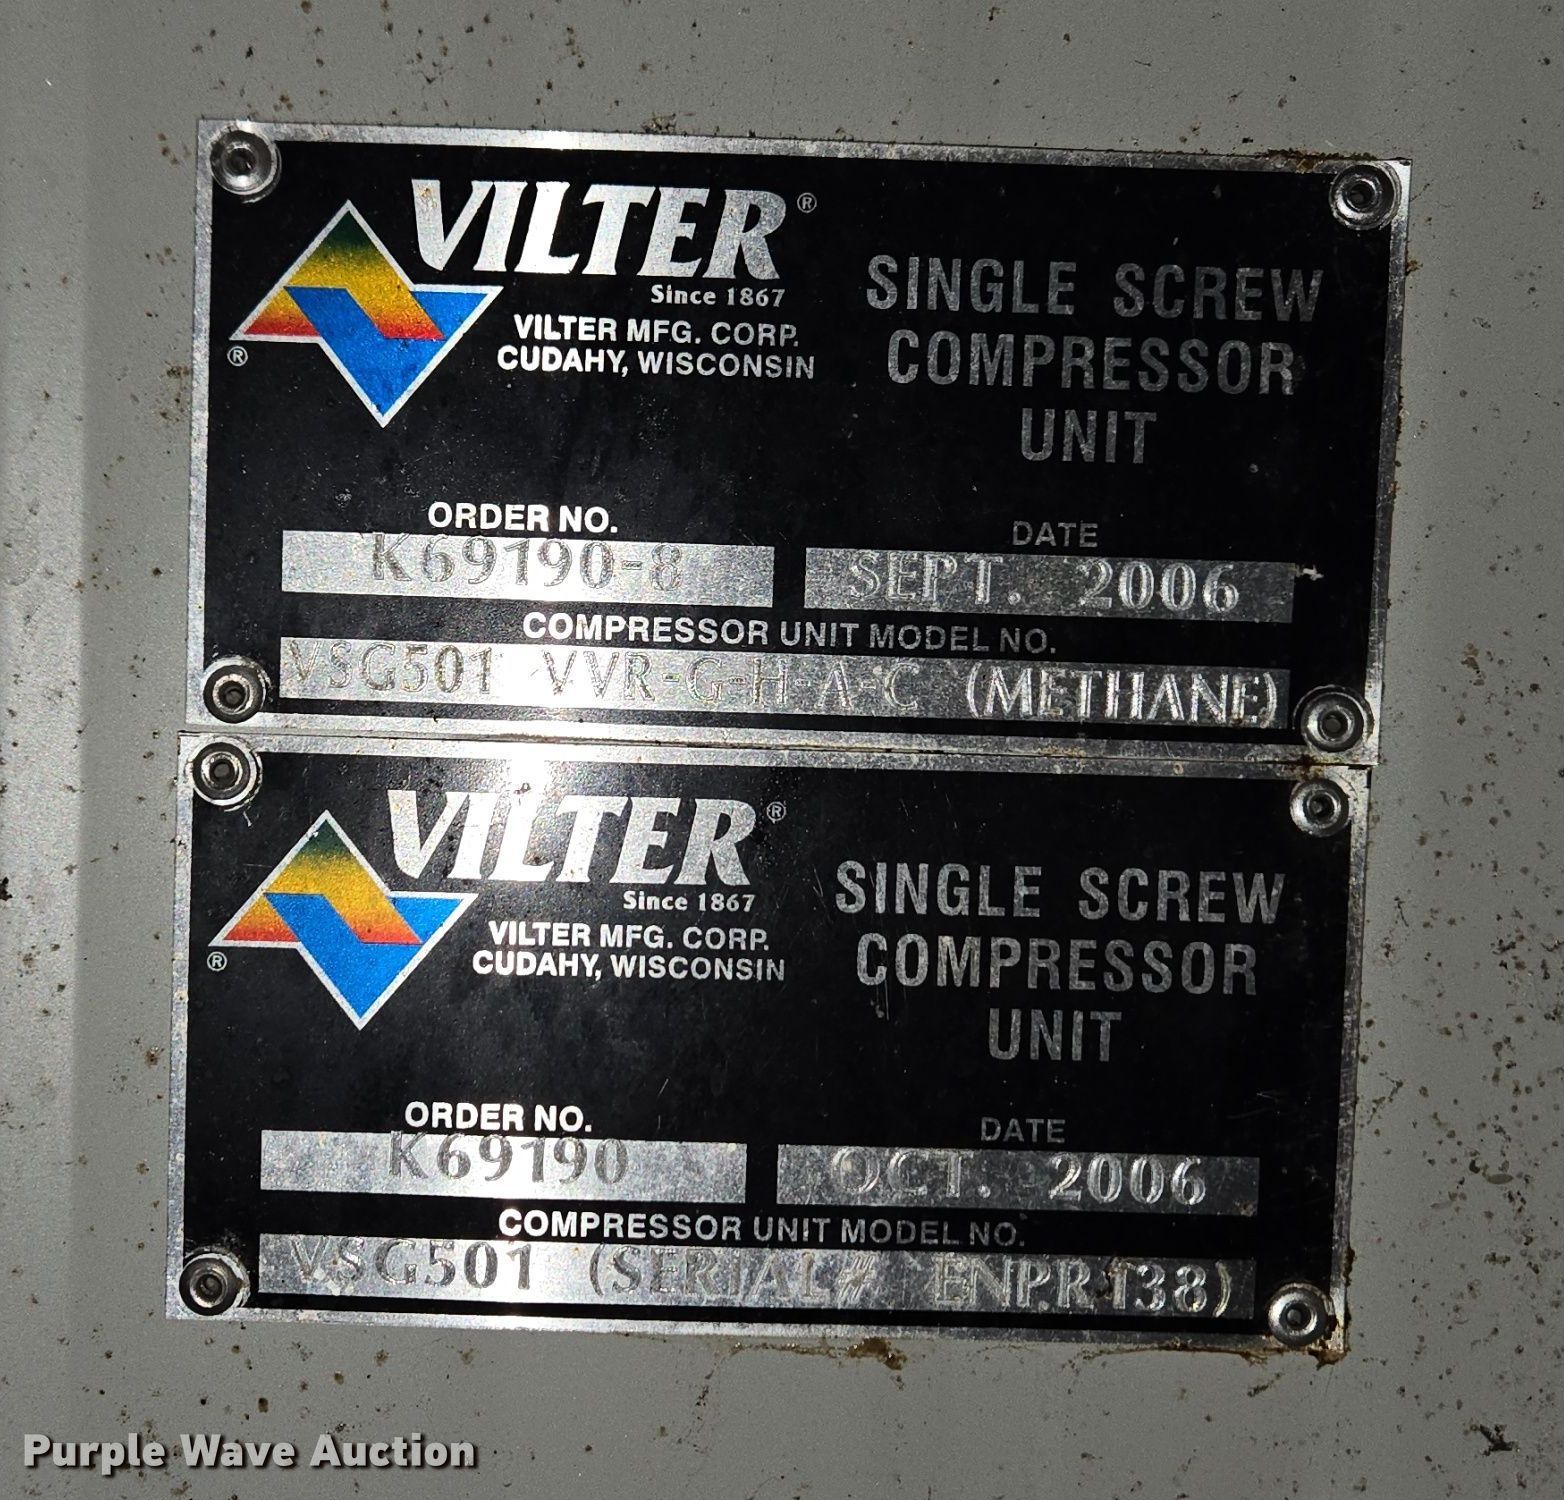 VILTER®
Since 1867
VILTER MFG. CORP.
CUDAHY, WISCONSIN
®
SINGLE SCREW
COMPRESSOR
UNIT
ORDER NO.
K69190-8
DATE
SEPT. 2006
COMPRESSOR UNIT MODEL NO.
VSG501 VVR-G-H-A-C (METHANE)
VILTER®
Since 1867
VILTER MFG. CORP.
CUDAHY, WISCONSIN
®
SINGLE SCREW
COMPRESSOR
UNIT
ORDER NO.
K69190
DATE
OCT. 2006
COMPRESSOR UNIT MODEL NO.
VSG501 (SERIAL#
Purple Wave Auction